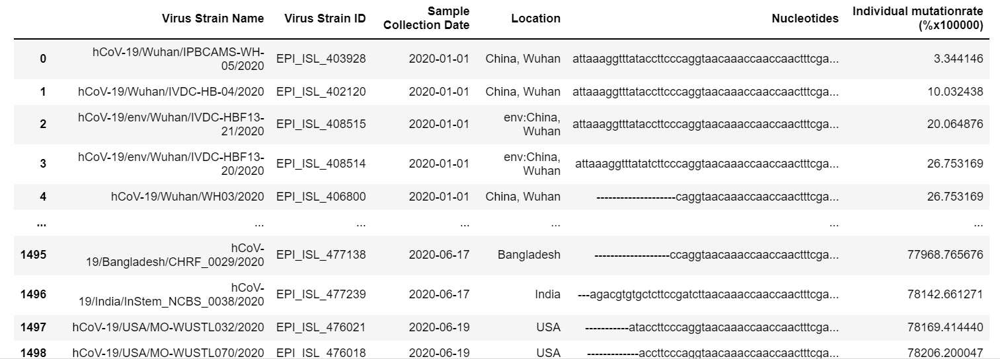 Virus Strain Name Virus Strain ID Sample Collection Date Location Nucleotides Individual mutationrate (%x100000)
0 hCoV-19/Wuhan/IPBCAMS-WH-05/2020 EPI_ISL_403928 2020-01-01 China, Wuhan attaaaggtttataccttcccaggtaacaaaccaaccaactttcga... 3.344146
1 hCoV-19/Wuhan/IVDC-HB-04/2020 EPI_ISL_402120 2020-01-01 China, Wuhan attaaaggtttataccttcccaggtaacaaaccaaccaactttcga... 10.032438
2 hCoV-19/env/Wuhan/IVDC-HBF13-21/2020 EPI_ISL_408515 2020-01-01 env:China, Wuhan attaaaggtttataccttcccaggtaacaaaccaaccaactttcga... 20.064876
3 hCoV-19/env/Wuhan/IVDC-HBF13-20/2020 EPI_ISL_408514 2020-01-01 env:China, Wuhan attaaaggtttatatcttcccaggtaacaaaccaaccaactttcga... 26.753169
4 hCoV-19/Wuhan/WH03/2020 EPI_ISL_406800 2020-01-01 China, Wuhan --------------------caggtaacaaaccaaccaactttcga... 26.753169
... ... ... ... ... ... ...
1495 hCoV-19/Bangladesh/CHRF_0029/2020 EPI_ISL_477138 2020-06-17 Bangladesh -------------------ccaggtaacaaaccaaccaactttcga... 77968.765676
1496 hCoV-19/India/InStem_NCBS_0038/2020 EPI_ISL_477239 2020-06-17 India ---agacgtgtgctcttccgatcttaacaaaccaaccaactttcga... 78142.661271
1497 hCoV-19/USA/MO-WUSTL032/2020 EPI_ISL_476021 2020-06-19 USA -----------ataccttcccaggtaacaaaccaaccaactttcga... 78169.414440
1498 hCoV-19/USA/MO-WUSTL070/2020 EPI_ISL_476018 2020-06-19 USA -------------accttcccaggtaacaaaccaaccaactttcga... 78206.200047